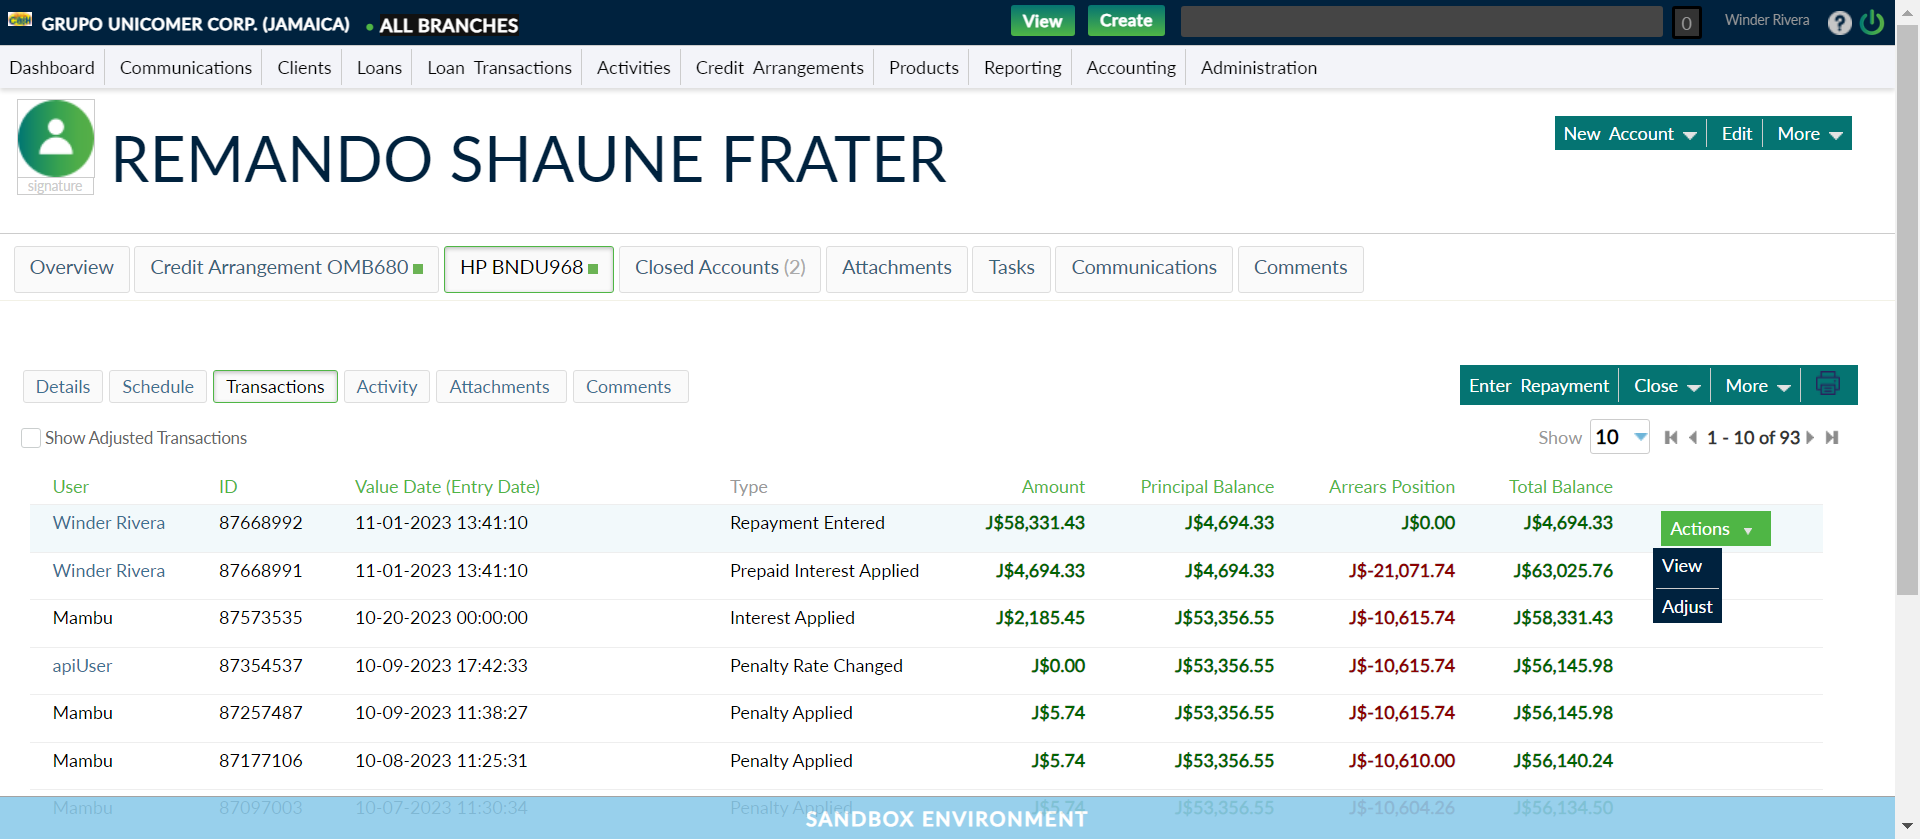 Cash GRUPO UNICOMER CORP. (JAMAICA) • ALL BRANCHES View Create 0 Winder Rivera ?
Dashboard Communications Clients Loans Loan Transactions Activities Credit Arrangements Products Reporting Accounting Administration
signature REMANDO SHAUNE FRATER
New Account Edit More
Overview Credit Arrangement OMB680 HP BNDU968 Closed Accounts (2) Attachments Tasks Communications Comments
Details Schedule Transactions Activity Attachments Comments Enter Repayment Close More
Show Adjusted Transactions Show 10 1 - 10 of 93
User ID Value Date (Entry Date) Type Amount Principal Balance Arrears Position Total Balance
Winder Rivera 87668992 11-01-2023 13:41:10 Repayment Entered J$58,331.43 J$4,694.33 J$0.00 J$4,694.33 Actions
Winder Rivera 87668991 11-01-2023 13:41:10 Prepaid Interest Applied J$4,694.33 J$4,694.33 J$-21,071.74 J$63,025.76 View
Mambu 87573535 10-20-2023 00:00:00 Interest Applied J$2,185.45 J$53,356.55 J$-10,615.74 J$58,331.43 Adjust
apiUser 87354537 10-09-2023 17:42:33 Penalty Rate Changed J$0.00 J$53,356.55 J$-10,615.74 J$56,145.98
Mambu 87257487 10-09-2023 11:38:27 Penalty Applied J$5.74 J$53,356.55 J$-10,615.74 J$56,145.98
Mambu 87177106 10-08-2023 11:25:31 Penalty Applied J$5.74 J$53,356.55 J$-10,610.00 J$56,140.24
Mambu 87097003 10-07-2023 11:30:34 Penalty Applied J$5.74 J$53,356.55 J$-10,604.26 J$56,134.50
SANDBOX ENVIRONMENT